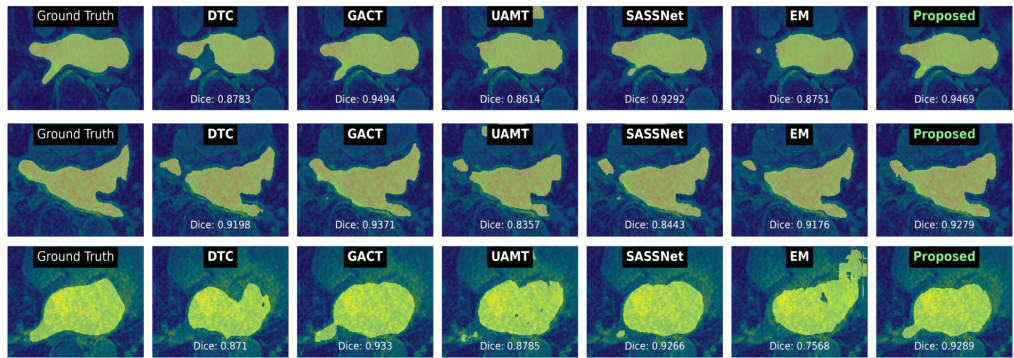 Ground Truth DTC GACT UAMT SASSNet EM Proposed
Dice: 0.8783 Dice: 0.9494 Dice: 0.8614 Dice: 0.9292 Dice: 0.8751 Dice: 0.9469
Ground Truth DTC GACT UAMT SASSNet EM Proposed
Dice: 0.9198 Dice: 0.9371 Dice: 0.8357 Dice: 0.8443 Dice: 0.9176 Dice: 0.9279
Ground Truth DTC GACT UAMT SASSNet EM Proposed
Dice: 0.871 Dice: 0.933 Dice: 0.8785 Dice: 0.9266 Dice: 0.7568 Dice: 0.9289